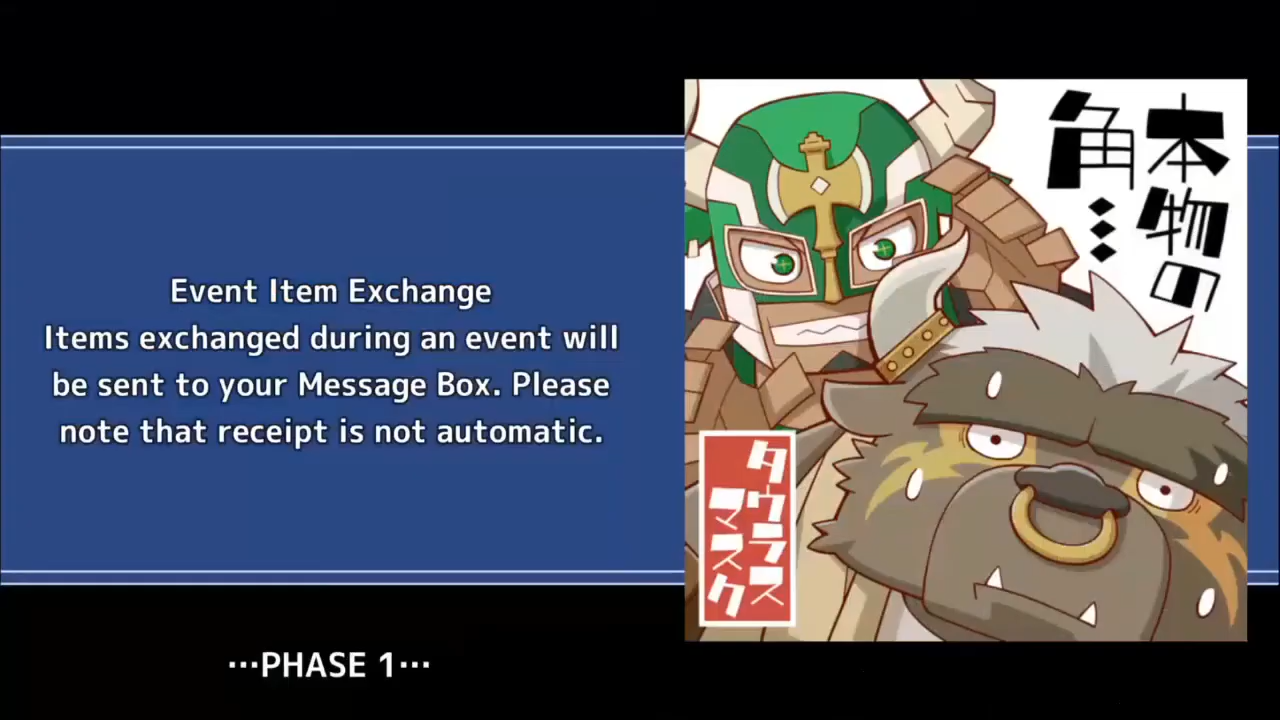 Event Item Exchange
Items exchanged during an event will
be sent to your Message Box. Please
note that receipt is not automatic.
…PHASE 1…
本物の
角…
タウラス
マスク